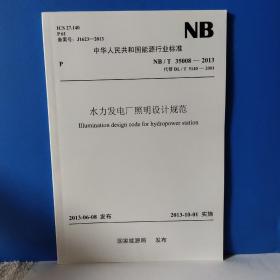 ICS 27.140
P 61
备案号：J1623—2013
NB
中华人民共和国能源行业标准
P
NB / T 35008 — 2013
代替 DL / T 5140 — 2001
水力发电厂照明设计规范
Illumination design code for hydropower station
2013-06-08 发布
2013-10-01 实施
国家能源局 发布